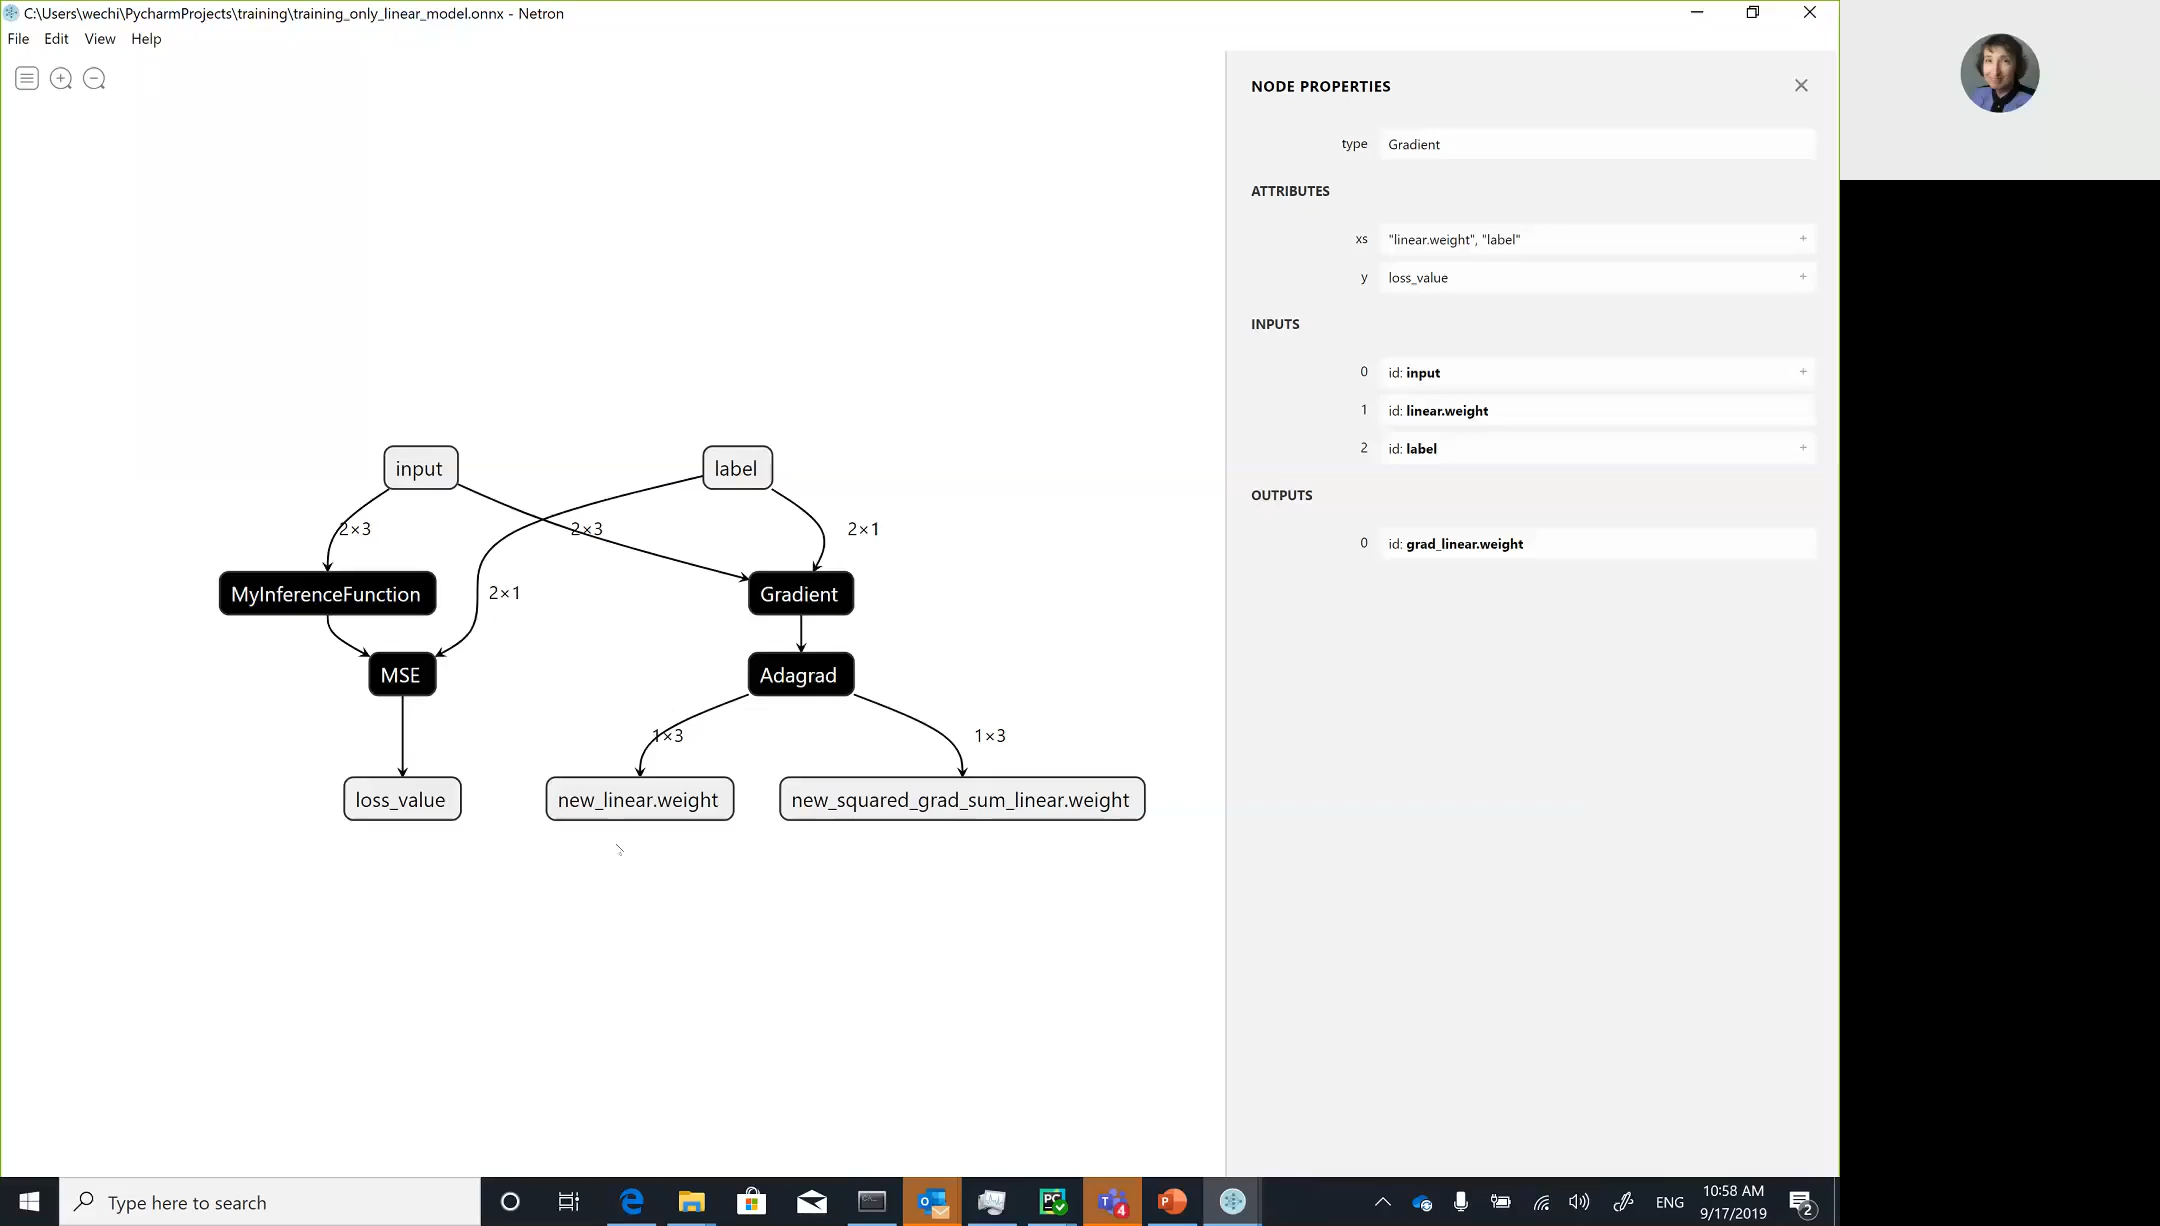 C:\Users\wechi\PycharmProjects\training\training_only_linear_model.onnx - Netron
File Edit View Help
NODE PROPERTIES
type Gradient
ATTRIBUTES
xs "linear.weight", "label" +
y loss_value +
INPUTS
0 id: input +
1 id: linear.weight
2 id: label +
OUTPUTS
0 id: grad_linear.weight
input label
2×3 2×3 2×1
MyInferenceFunction 2×1 Gradient
MSE Adagrad
1×3 1×3
loss_value new_linear.weight new_squared_grad_sum_linear.weight
Type here to search
PC
4
P
ENG
10:58 AM
9/17/2019
2